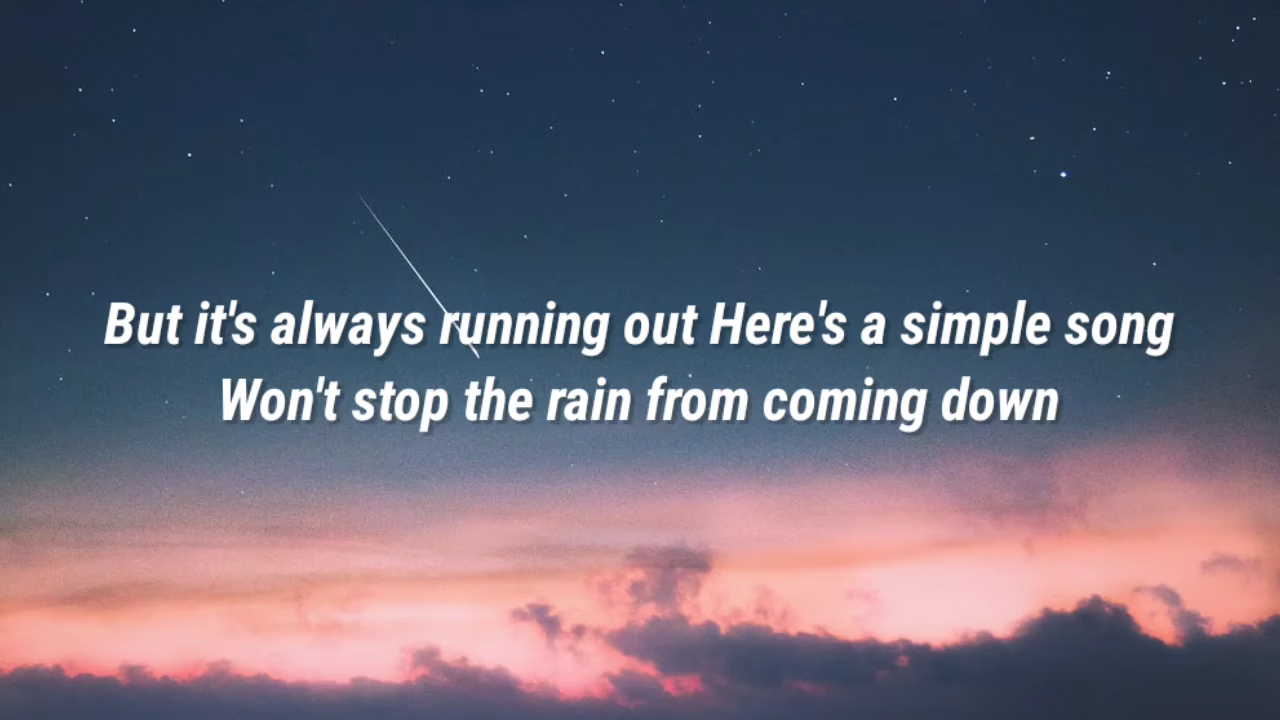 But it's always running out Here's a simple song
Won't stop the rain from coming down